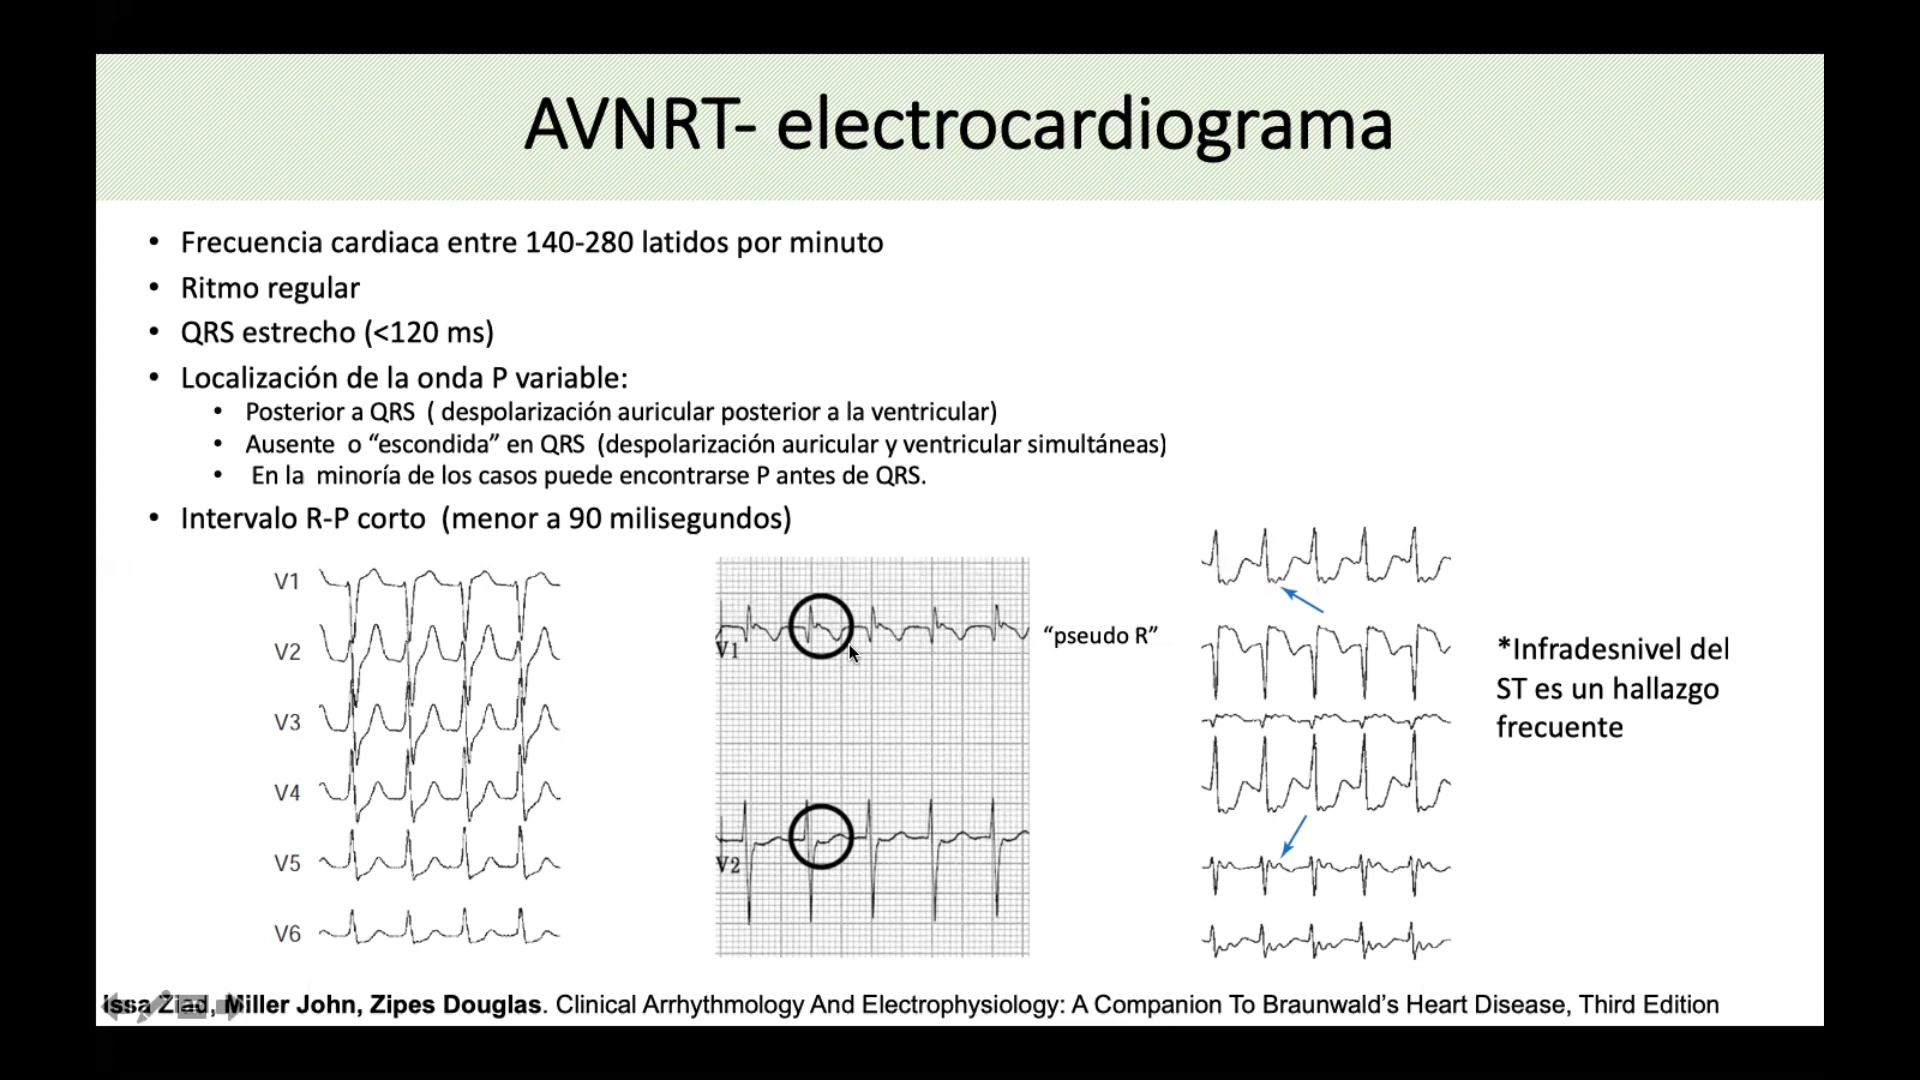 AVNRT- electrocardiograma
• Frecuencia cardiaca entre 140-280 latidos por minuto
• Ritmo regular
• QRS estrecho (<120 ms)
• Localización de la onda P variable:
• Posterior a QRS ( despolarización auricular posterior a la ventricular)
• Ausente o “escondida” en QRS (despolarización auricular y ventricular simultáneas)
• En la minoría de los casos puede encontrarse P antes de QRS.
• Intervalo R-P corto (menor a 90 milisegundos)
V1
V2
V3
V4
V5
V6
V1
V2
“pseudo R”
*Infradesnivel del
ST es un hallazgo
frecuente
Issa Ziad, Miller John, Zipes Douglas. Clinical Arrhythmology And Electrophysiology: A Companion To Braunwald’s Heart Disease, Third Edition